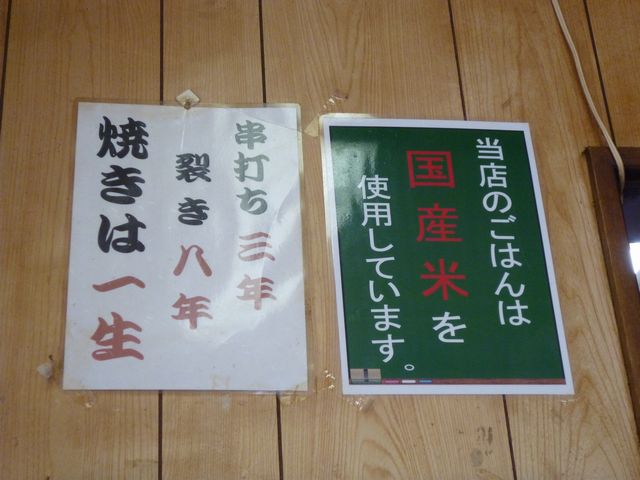 串打ち三年
裂き八年
焼きは一生
当店のごはんは
国産米を
使用しています。